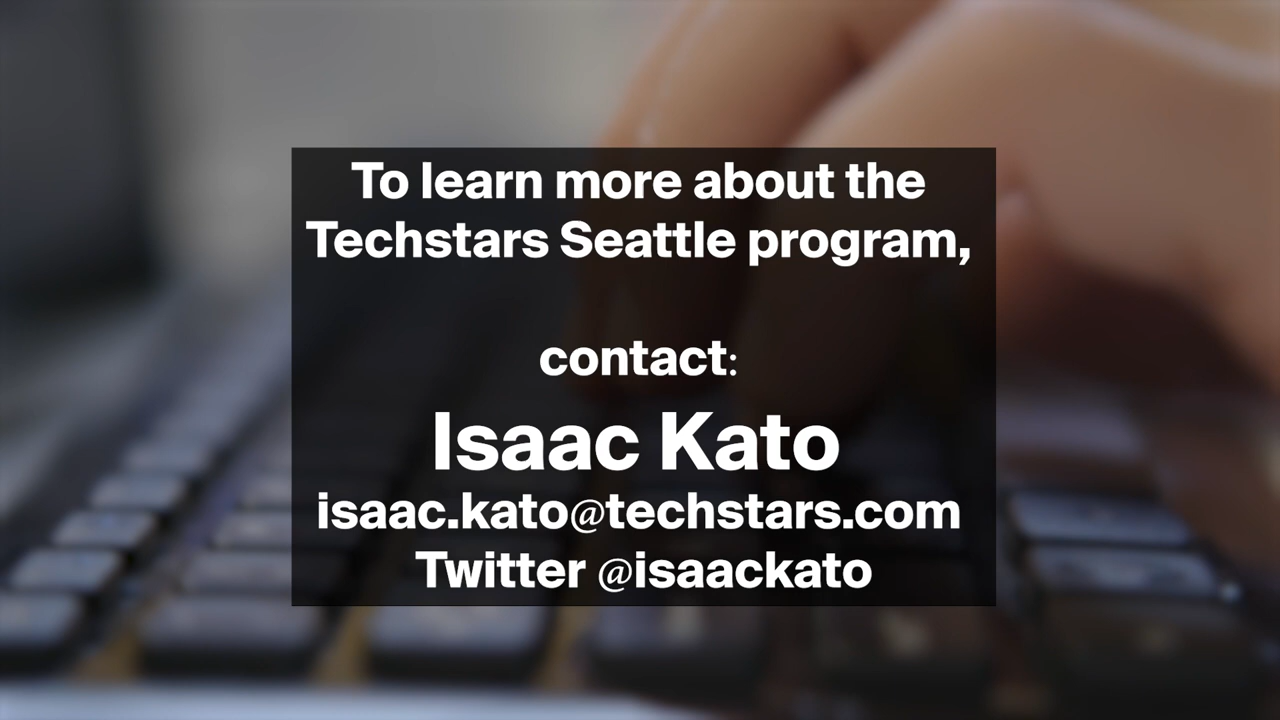 To learn more about the
Techstars Seattle program,
contact:
Isaac Kato
isaac.kato@techstars.com
Twitter @isaackato